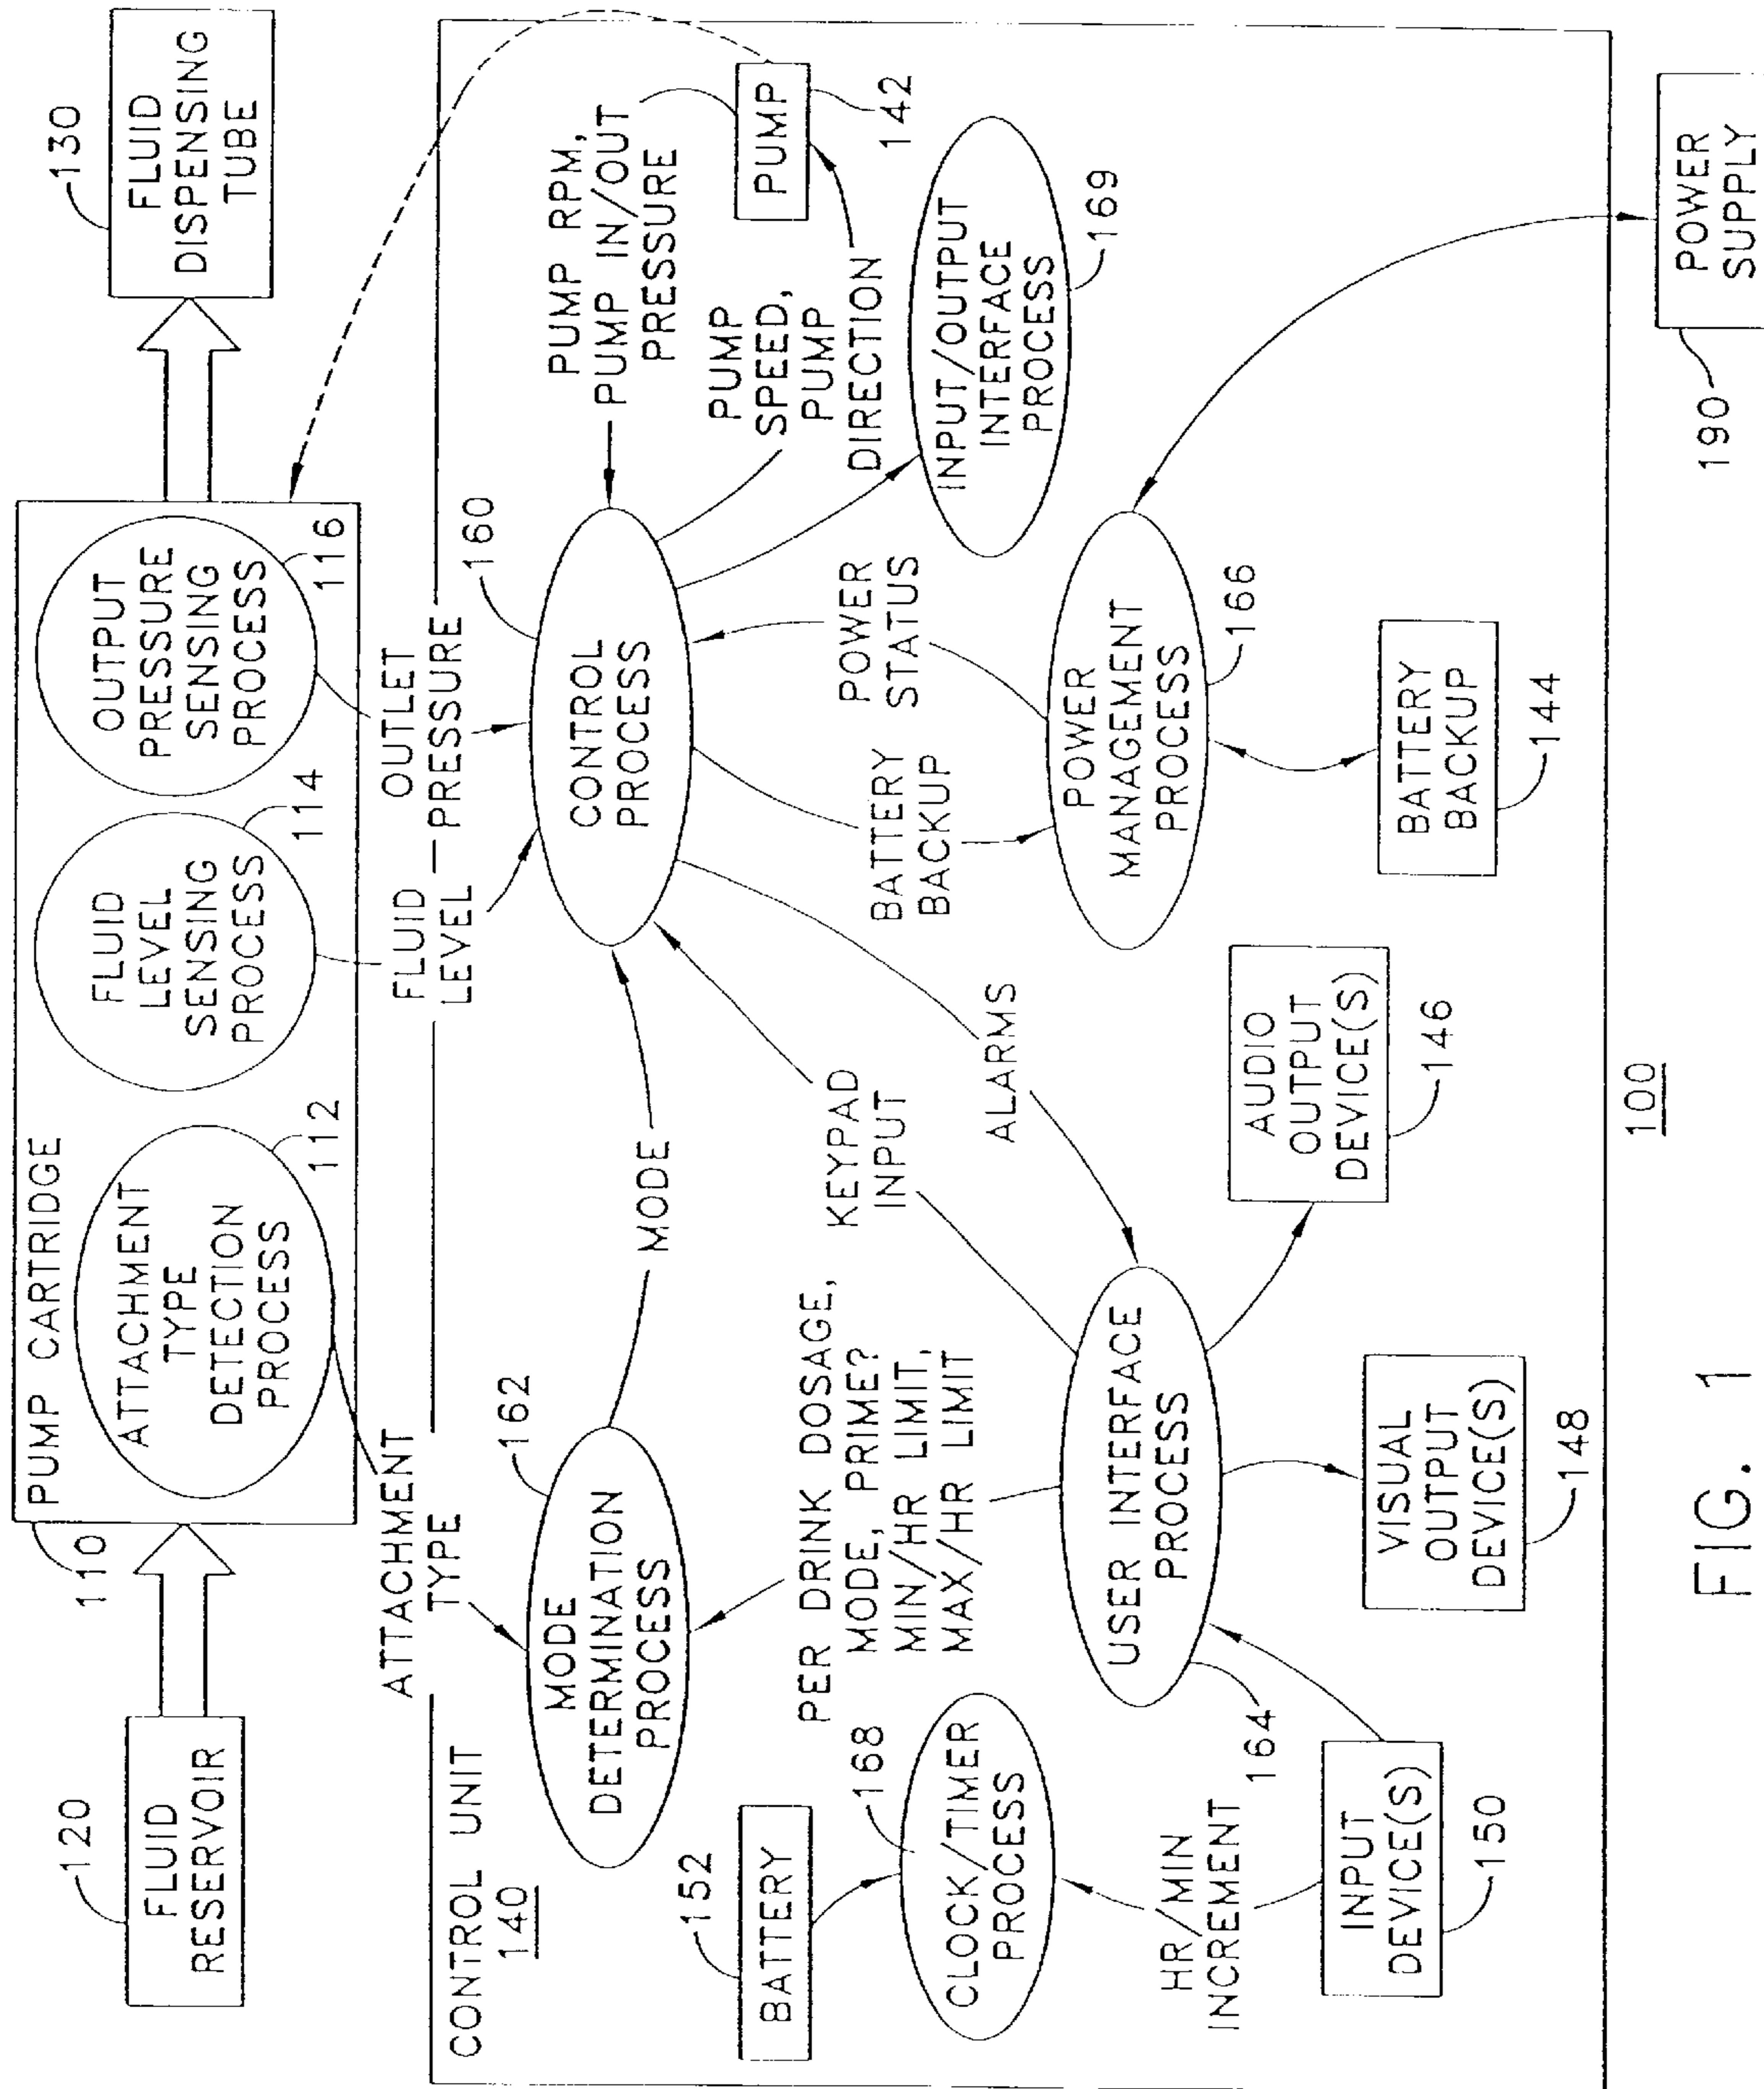 120
FLUID
RESERVOIR
110
PUMP CARTRIDGE
ATTACHMENT
TYPE
DETECTION
PROCESS
112
FLUID
LEVEL
SENSING
PROCESS
114
OUTPUT
PRESSURE
SENSING
PROCESS
116
130
FLUID
DISPENSING
TUBE
ATTACHMENT
TYPE
FLUID
LEVEL
OUTLET
PRESSURE
CONTROL UNIT
140
162
MODE
DETERMINATION
PROCESS
MODE
160
CONTROL
PROCESS
PUMP RPM,
PUMP IN/OUT
PRESSURE
PUMP
SPEED,
PUMP
DIRECTION
PUMP
142
152
BATTERY
168
CLOCK/TIMER
PROCESS
PER DRINK DOSAGE,
MODE, PRIME?
MIN/HR LIMIT,
MAX/HR LIMIT
KEYPAD
INPUT
ALARMS
BATTERY
BACKUP
POWER
STATUS
INPUT/OUTPUT
INTERFACE
PROCESS
169
HR/MIN
INCREMENT
164
USER INTERFACE
PROCESS
POWER
MANAGEMENT
PROCESS
166
INPUT
DEVICE(S)
150
VISUAL
OUTPUT
DEVICE(S)
148
AUDIO
OUTPUT
DEVICE(S)
146
BATTERY
BACKUP
144
190
POWER
SUPPLY
100
FIG. 1